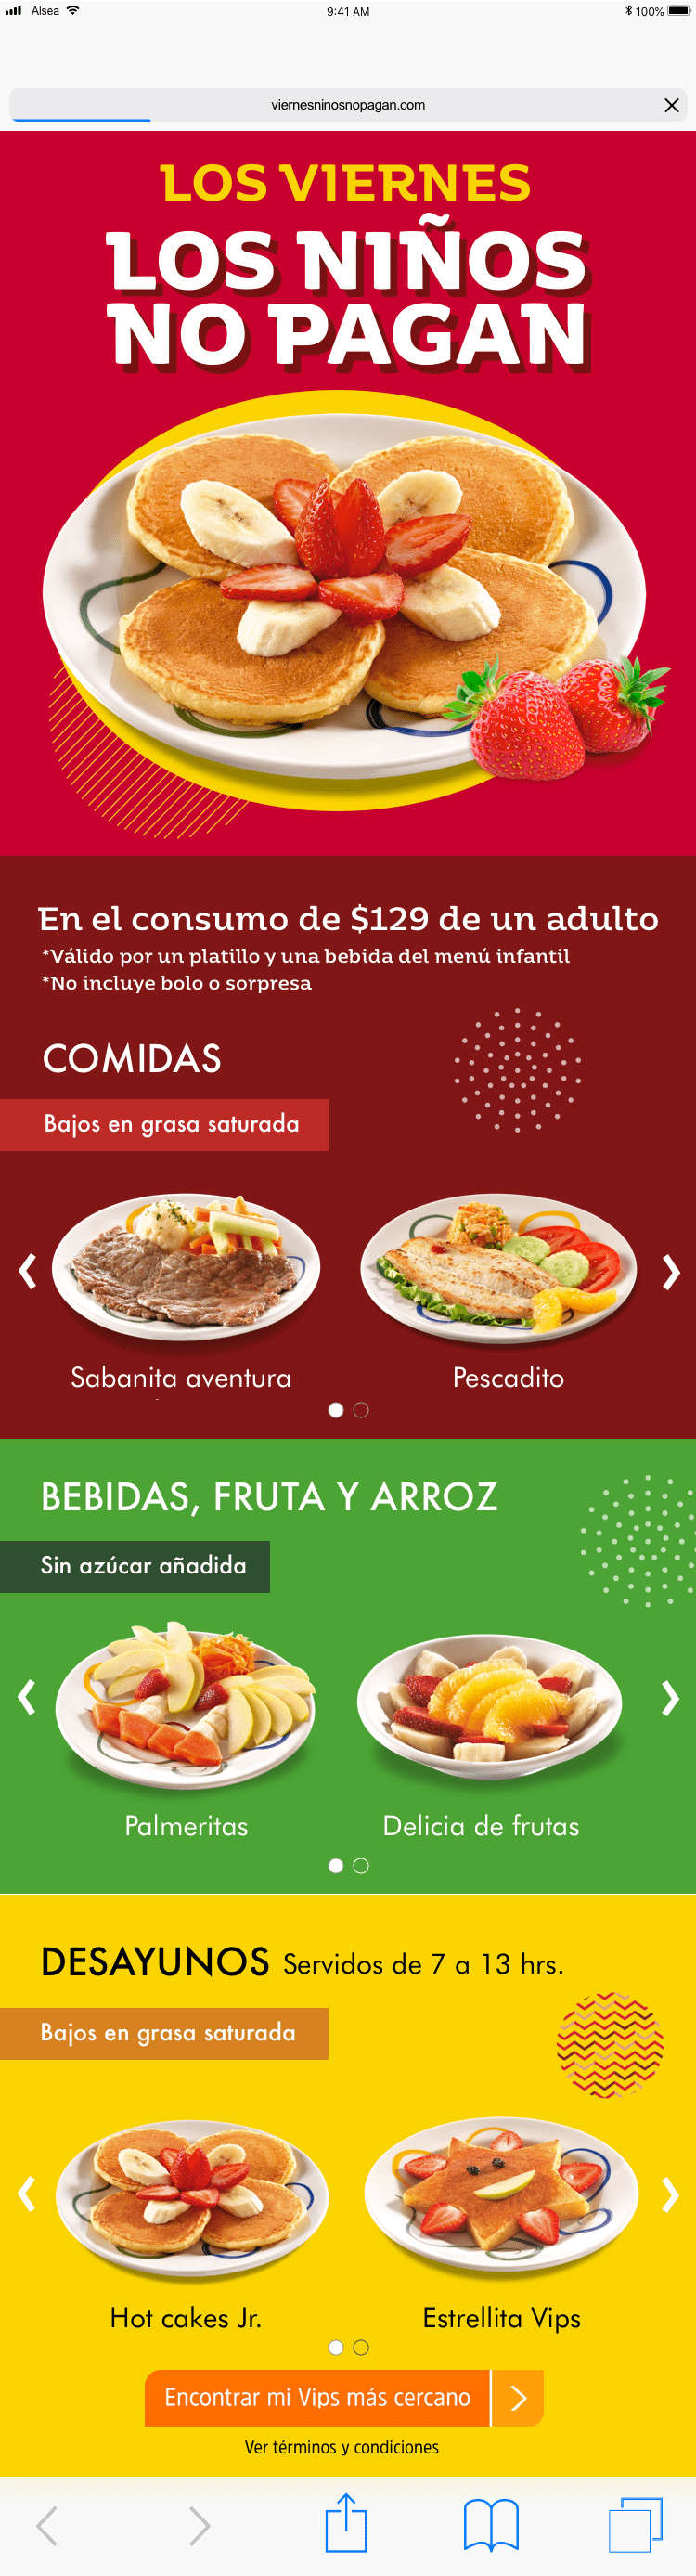 Alsea
9:41 AM
100%
viernesninosnopagan.com
LOS VIERNES
LOS NIÑOS
NO PAGAN
En el consumo de $129 de un adulto
*Válido por un platillo y una bebida del menú infantil
*No incluye bolo o sorpresa
COMIDAS
Bajos en grasa saturada
Sabanita aventura
Pescadito
BEBIDAS, FRUTA Y ARROZ
Sin azúcar añadida
Palmeritas
Delicia de frutas
DESAYUNOS Servidos de 7 a 13 hrs.
Bajos en grasa saturada
Hot cakes Jr.
Estrellita Vips
Encontrar mi Vips más cercano
Ver términos y condiciones